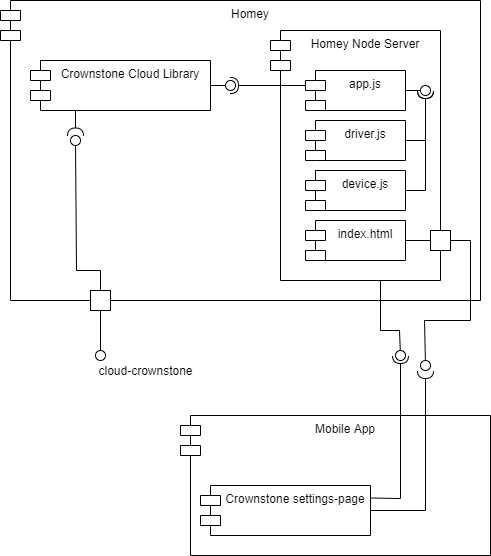 Homey
Homey Node Server
Crownstone Cloud Library
app.js
driver.js
device.js
index.html
cloud-crownstone
Mobile App
Crownstone settings-page